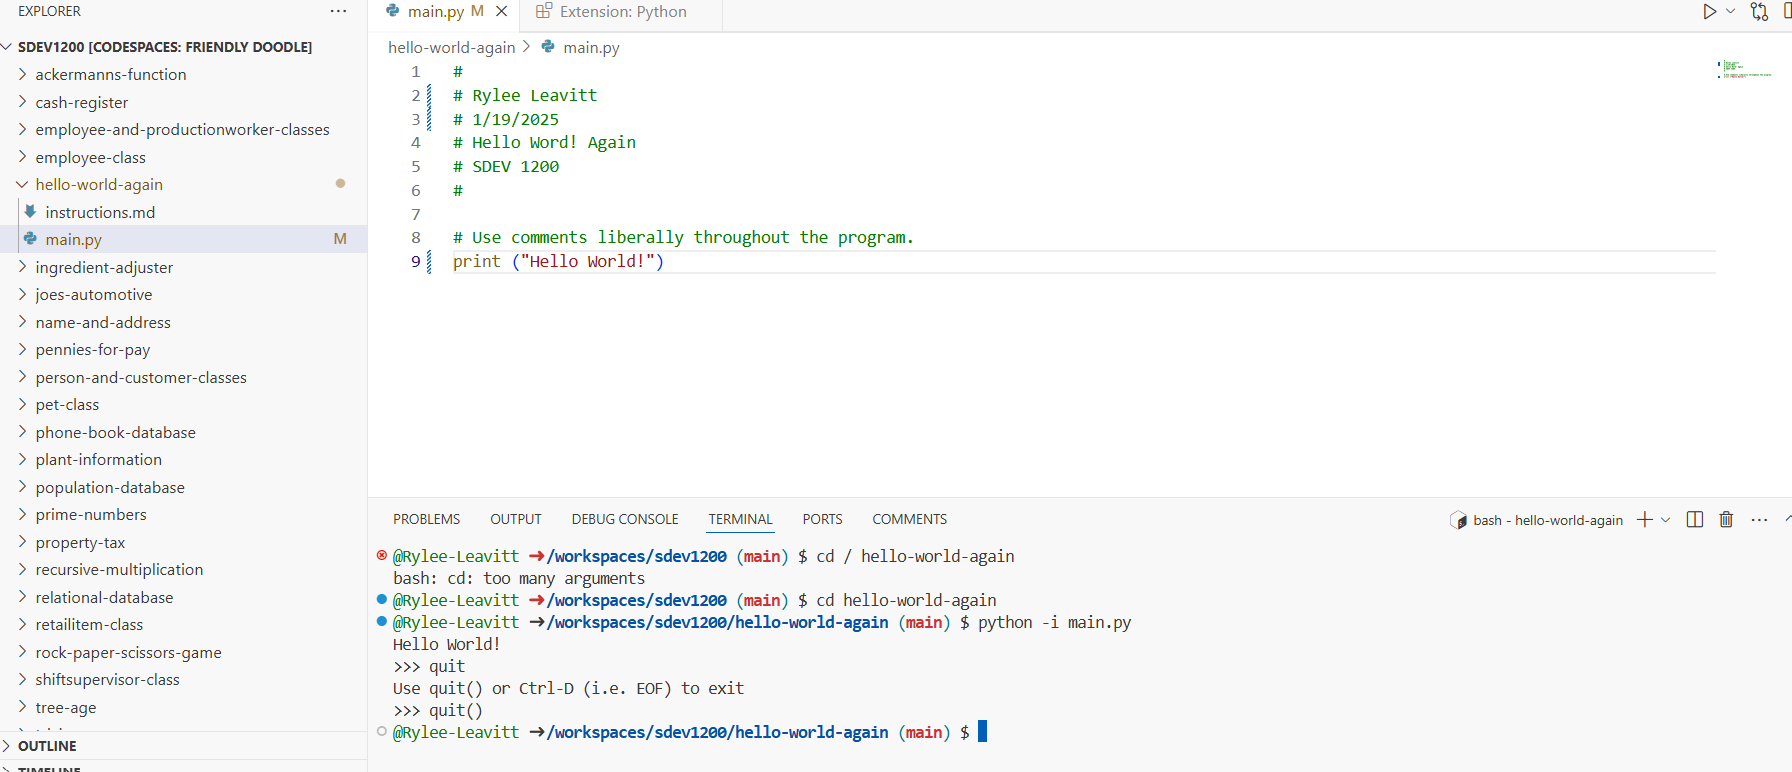 EXPLORER ···
SDEV1200 [CODESPACES: FRIENDLY DOODLE]
ackermanns-function
cash-register
employee-and-productionworker-classes
employee-class
hello-world-again
instructions.md
main.py M
ingredient-adjuster
joes-automotive
name-and-address
pennies-for-pay
person-and-customer-classes
pet-class
phone-book-database
plant-information
population-database
prime-numbers
property-tax
recursive-multiplication
relational-database
retailitem-class
rock-paper-scissors-game
shiftsupervisor-class
tree-age
OUTLINE
TIMELINE
main.py M Extension: Python
hello-world-again > main.py
1 #
2 # Rylee Leavitt
3 # 1/19/2025
4 # Hello Word! Again
5 # SDEV 1200
6 #
7
8 # Use comments liberally throughout the program.
9 print ("Hello World!")
PROBLEMS OUTPUT DEBUG CONSOLE TERMINAL PORTS COMMENTS bash - hello-world-again
@Rylee-Leavitt ➜/workspaces/sdev1200 (main) $ cd / hello-world-again
bash: cd: too many arguments
@Rylee-Leavitt ➜/workspaces/sdev1200 (main) $ cd hello-world-again
@Rylee-Leavitt ➜/workspaces/sdev1200/hello-world-again (main) $ python -i main.py
Hello World!
>>> quit
Use quit() or Ctrl-D (i.e. EOF) to exit
>>> quit()
@Rylee-Leavitt ➜/workspaces/sdev1200/hello-world-again (main) $